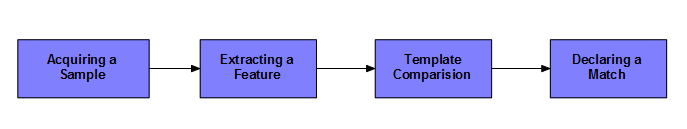 Acquiring a
Sample
Extracting a
Feature
Template
Comparision
Declaring a
Match